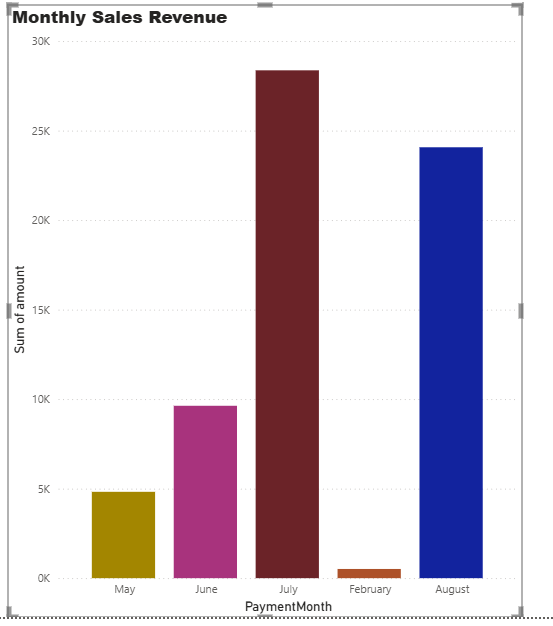 Monthly Sales Revenue
30K
25K
20K
15K
10K
5K
0K
Sum of amount
May June July February August
PaymentMonth